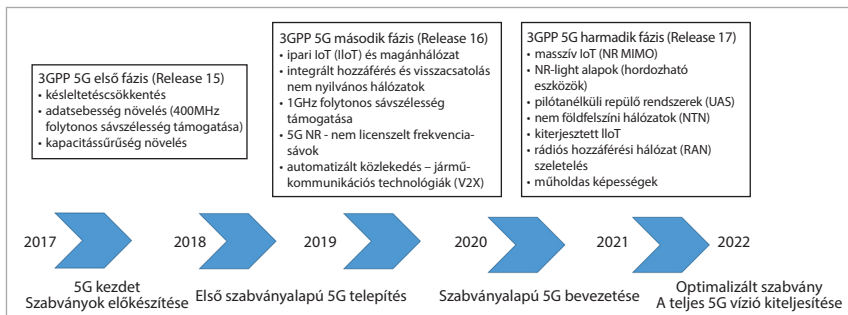 3GPP 5G első fázis (Release 15)
• késleltetéscsökkentés
• adatsebesség növelés (400MHz
folytonos sávszélesség támogatása)
• kapacitássűrűség növelés
3GPP 5G második fázis (Release 16)
• ipari IoT (IIoT) és magánhálózat
• integrált hozzáférés és visszacsatolás
nem nyilvános hálózatok
• 1GHz folytonos sávszélesség
támogatása
• 5G NR - nem licenszelt frekvencia-
sávok
• automatizált közlekedés – jármű-
kommunikációs technológiák (V2X)
3GPP 5G harmadik fázis (Release 17)
• masszív IoT (NR MIMO)
• NR-light alapok (hordozható
eszközök)
• pilótanélküli repülő rendszerek (UAS)
• nem földfelszíni hálózatok (NTN)
• kiterjesztett IIoT
• rádiós hozzáférési hálózat (RAN)
szeletelés
• műholdas képességek
2017 2018 2019 2020 2021 2022
5G kezdet
Szabványok előkészítése
Első szabványalapú 5G telepítés
Szabványalapú 5G bevezetése
Optimalizált szabvány
A teljes 5G vízió kiteljesítése